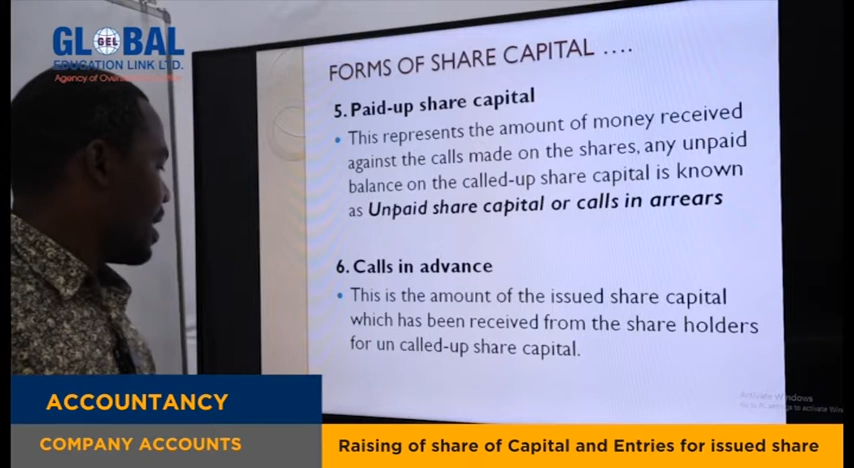 GLOBAL
GEL
EDUCATION LINK LTD.
FORMS OF SHARE CAPITAL ....
5. Paid-up share capital
• This represents the amount of money received
against the calls made on the shares, any unpaid
balance on the called-up share capital is known
as Unpaid share capital or calls in arrears
6. Calls in advance
• This is the amount of the issued share capital
which has been received from the share holders
for un called-up share capital.
Activate Windows
ACCOUNTANCY
COMPANY ACCOUNTS
Raising of share of Capital and Entries for issued share